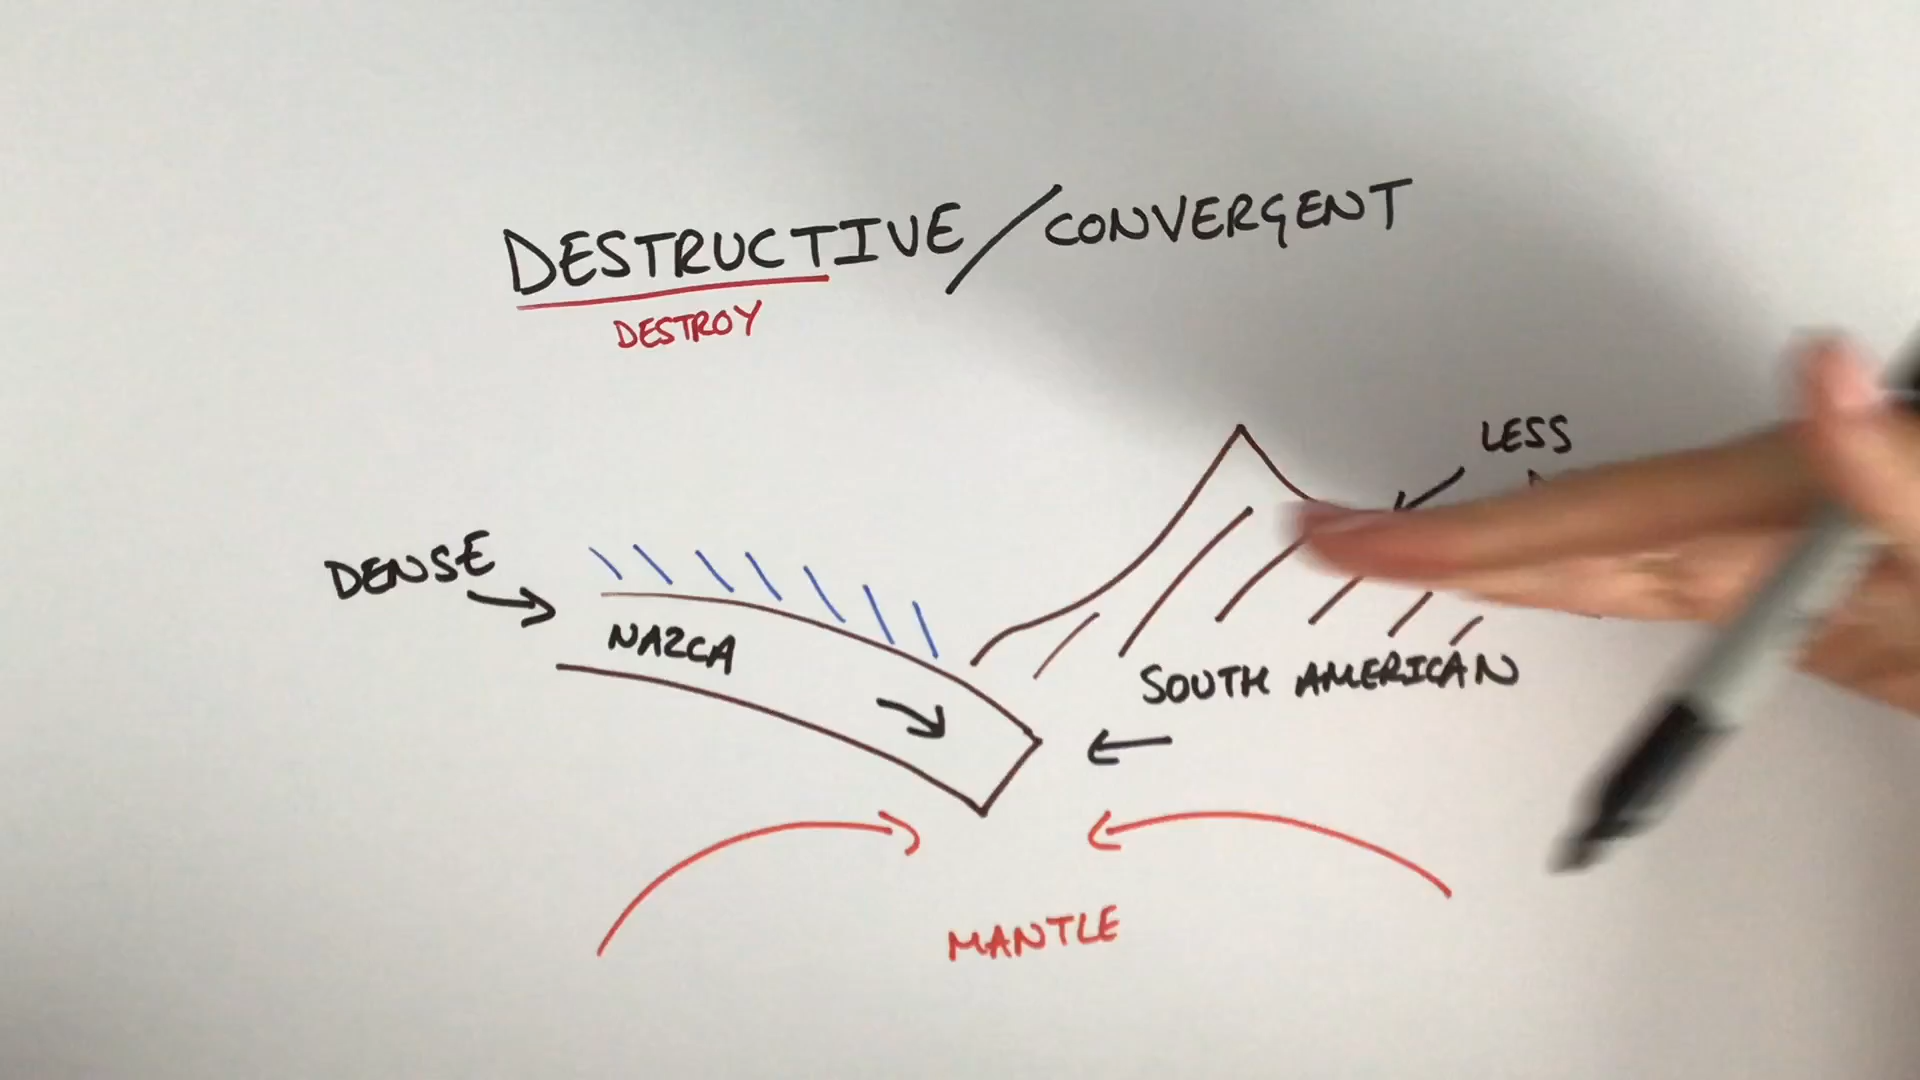 DESTRUCTIVE/CONVERGENT
DESTROY
LESS
DENSE
NAZCA
SOUTH AMERICAN
MANTLE